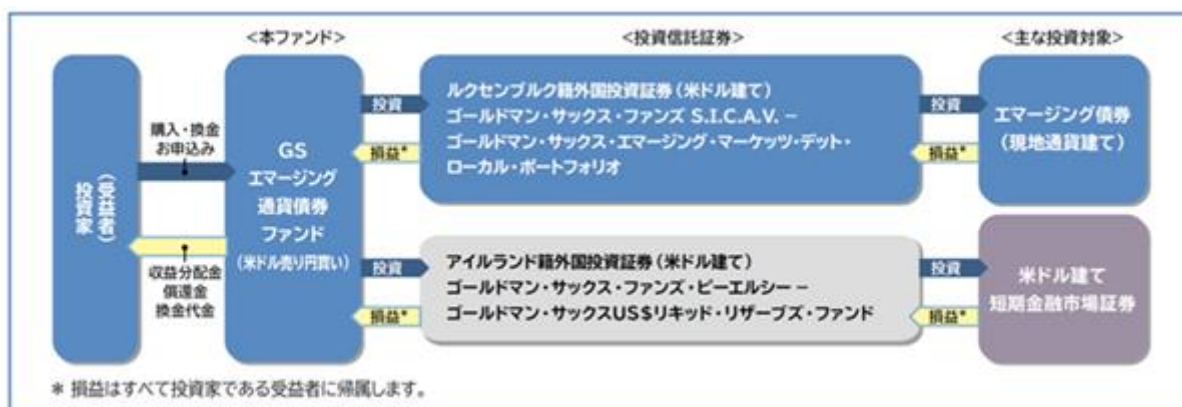 <本ファンド>
<投資信託証券>
<主な投資対象>
投資家
(受益者)
購入・換金
お申込み
収益分配金
償還金
換金代金
GS
エマージング
通貨債券
ファンド
(米ドル売り円買い)
投資
損益*
ルクセンブルク籍外国投資証券(米ドル建て)
ゴールドマン・サックス・ファンズ S.I.C.A.V. −
ゴールドマン・サックス・エマージング・マーケッツ・デット・
ローカル・ポートフォリオ
投資
損益*
エマージング債券
(現地通貨建て)
投資
損益*
アイルランド籍外国投資証券(米ドル建て)
ゴールドマン・サックス・ファンズ・ピーエルシー −
ゴールドマン・サックスUS$リキッド・リザーブズ・ファンド
投資
損益*
米ドル建て
短期金融市場証券
* 損益はすべて投資家である受益者に帰属します。